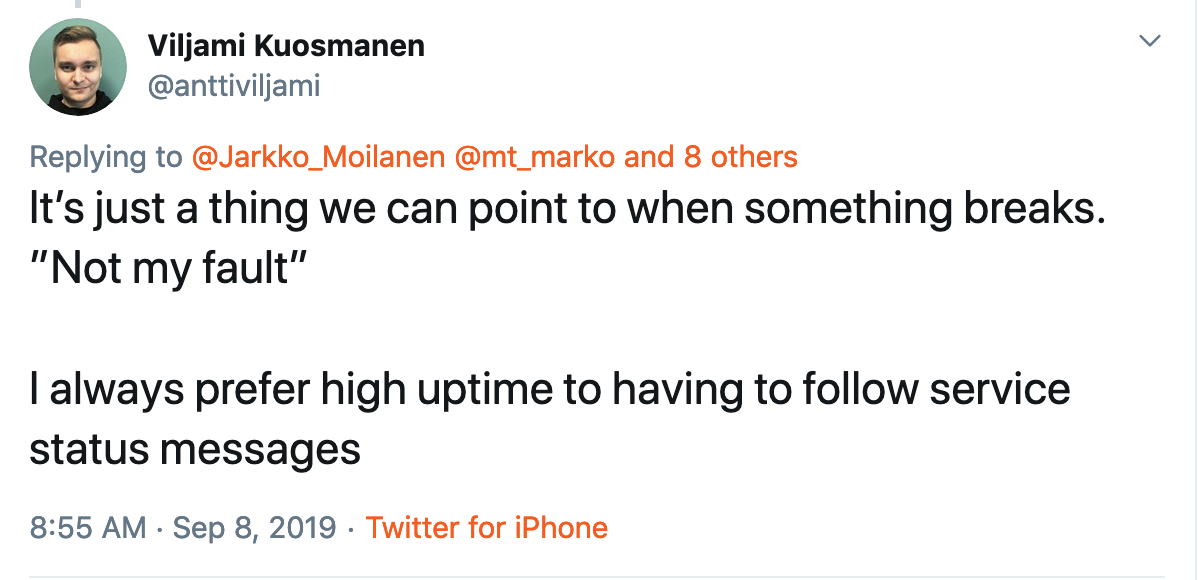 Viljami Kuosmanen
@anttiviljami
Replying to @Jarkko_Moilanen @mt_marko and 8 others
It’s just a thing we can point to when something breaks.
”Not my fault”
I always prefer high uptime to having to follow service
status messages
8:55 AM · Sep 8, 2019 · Twitter for iPhone